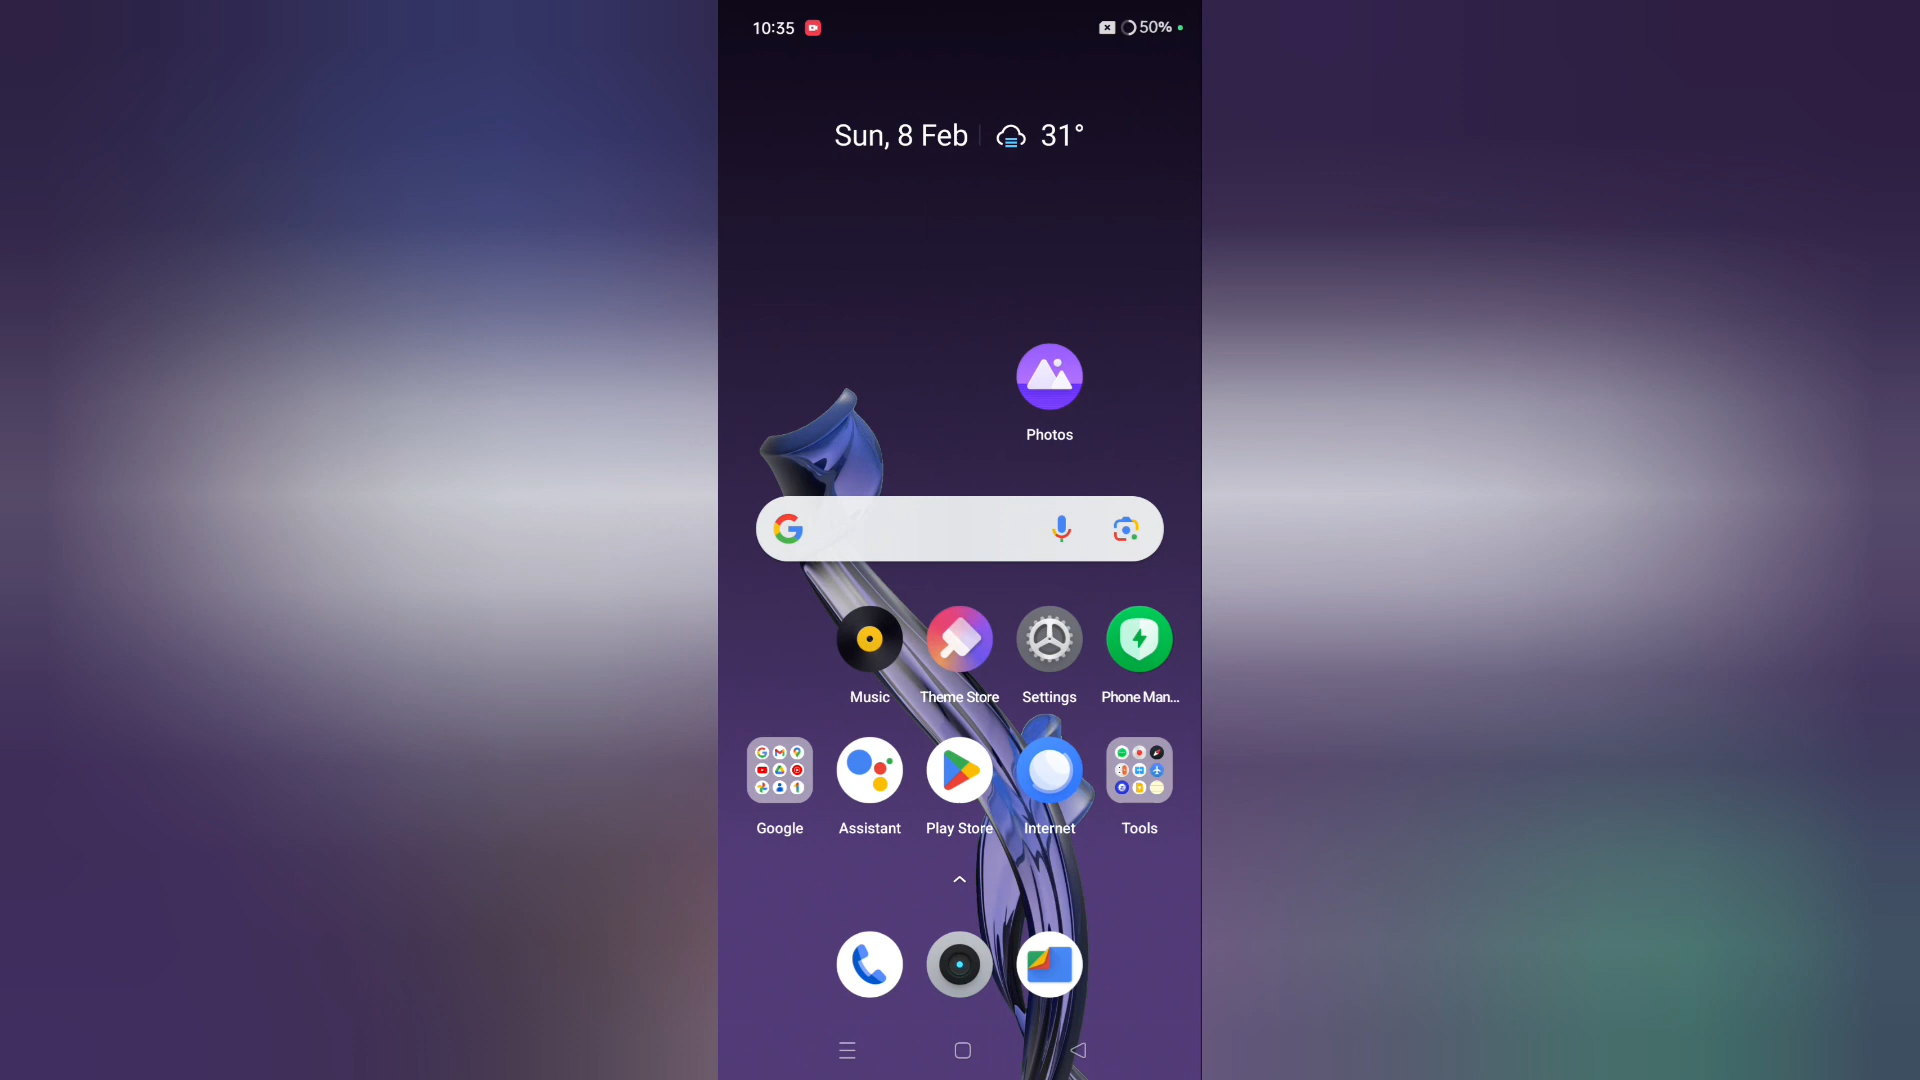 10:35
50%
Sun, 8 Feb
31°
Photos
Music
Theme Store
Settings
Phone Man...
Google
Assistant
Play Store
Internet
Tools